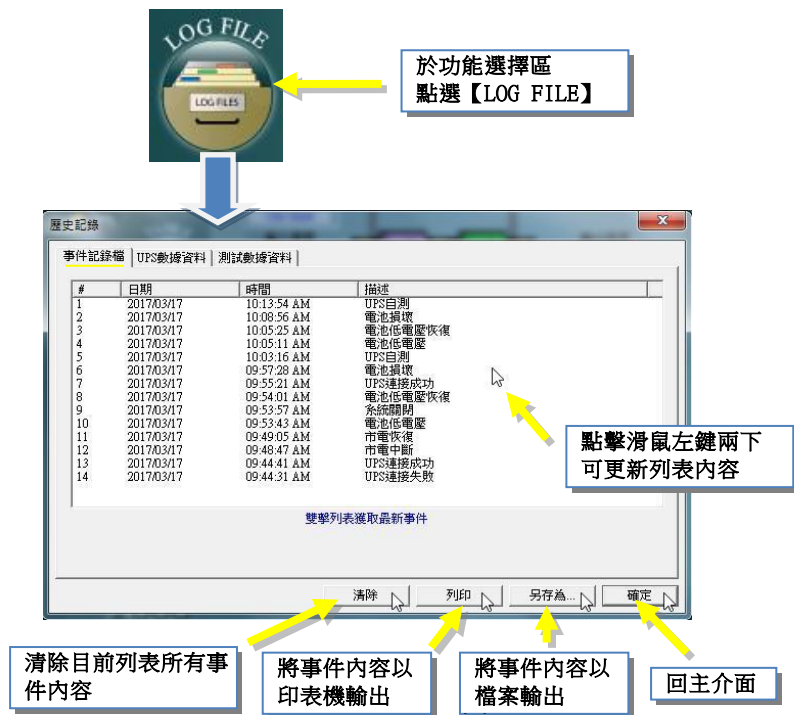 LOG FILE
LOG FILES
於功能選擇區
點選【LOG FILE】
歷史記錄
事件記錄檔 UPS數據資料 測試數據資料
# 日期 時間 描述
1 2017/03/17 10:13:54 AM UPS自測
2 2017/03/17 10:08:56 AM 電池損壞
3 2017/03/17 10:05:25 AM 電池低電壓恢復
4 2017/03/17 10:05:11 AM 電池低電壓
5 2017/03/17 10:03:16 AM UPS自測
6 2017/03/17 09:57:28 AM 電池損壞
7 2017/03/17 09:55:21 AM UPS連接成功
8 2017/03/17 09:54:01 AM 電池低電壓恢復
9 2017/03/17 09:53:57 AM 系統關閉
10 2017/03/17 09:53:43 AM 電池低電壓
11 2017/03/17 09:49:05 AM 市電恢復
12 2017/03/17 09:48:47 AM 市電中斷
13 2017/03/17 09:44:41 AM UPS連接成功
14 2017/03/17 09:44:31 AM UPS連接失敗
點擊滑鼠左鍵兩下
可更新列表內容
雙擊列表獲取最新事件
清除 列印 另存為... 確定
清除目前列表所有事
件內容
將事件內容以
印表機輸出
將事件內容以
檔案輸出
回主介面